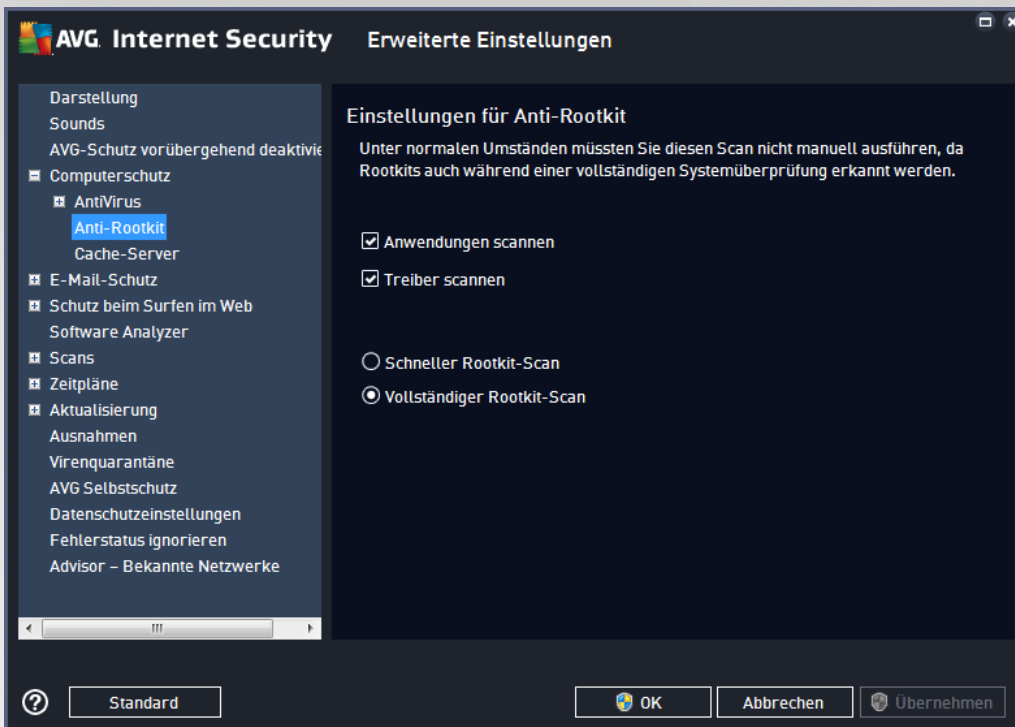 AVG Internet Security Erweiterte Einstellungen
Darstellung
Sounds
AVG-Schutz vorübergehend deaktivie
Computerschutz
AntiVirus
Anti-Rootkit
Cache-Server
E-Mail-Schutz
Schutz beim Surfen im Web
Software Analyzer
Scans
Zeitpläne
Aktualisierung
Ausnahmen
Virenquarantäne
AVG Selbstschutz
Datenschutzeinstellungen
Fehlerstatus ignorieren
Advisor – Bekannte Netzwerke
Einstellungen für Anti-Rootkit
Unter normalen Umständen müssten Sie diesen Scan nicht manuell ausführen, da
Rootkits auch während einer vollständigen Systemüberprüfung erkannt werden.
Anwendungen scannen
Treiber scannen
Schneller Rootkit-Scan
Vollständiger Rootkit-Scan
? Standard OK Abbrechen Übernehmen